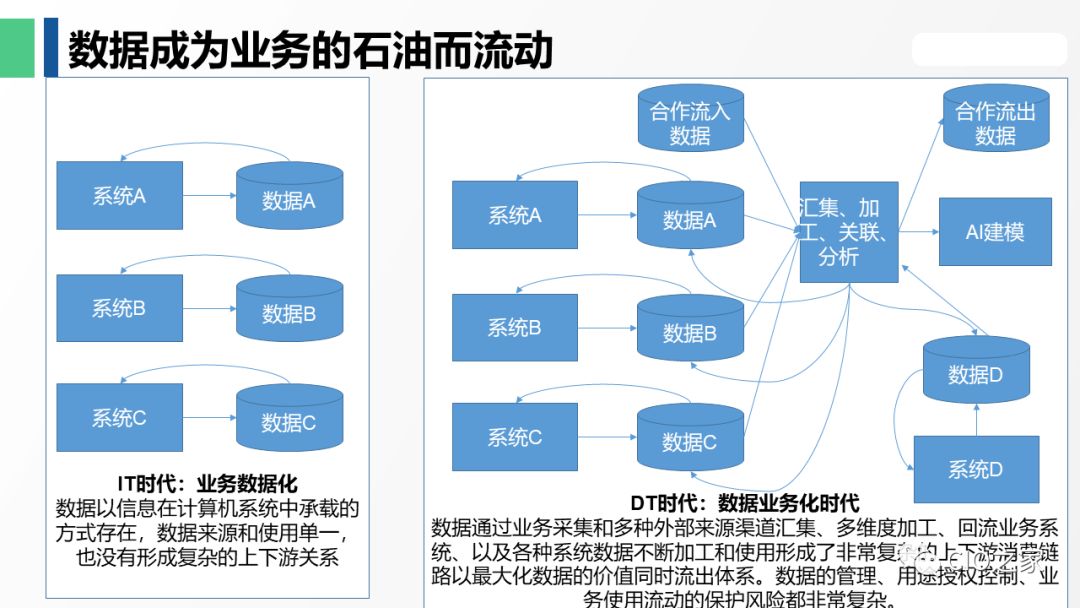 数据成为业务的石油而流动
系统A
数据A
系统B
数据B
系统C
数据C
IT时代：业务数据化
数据以信息在计算机系统中承载的
方式存在，数据来源和使用单一，
也没有形成复杂的上下游关系
合作流入
数据
合作流出
数据
系统A
数据A
汇集、加
工、关联、
分析
AI建模
系统B
数据B
数据D
系统C
数据C
系统D
DT时代：数据业务化时代
数据通过业务采集和多种外部来源渠道汇集、多维度加工、回流业务系
统、以及各种系统数据不断加工和使用形成了非常复杂的上下游消费链
路以最大化数据的价值同时流出体系。数据的管理、用途授权控制、业
务使用流动的保护风险都非常复杂。
CIO之家